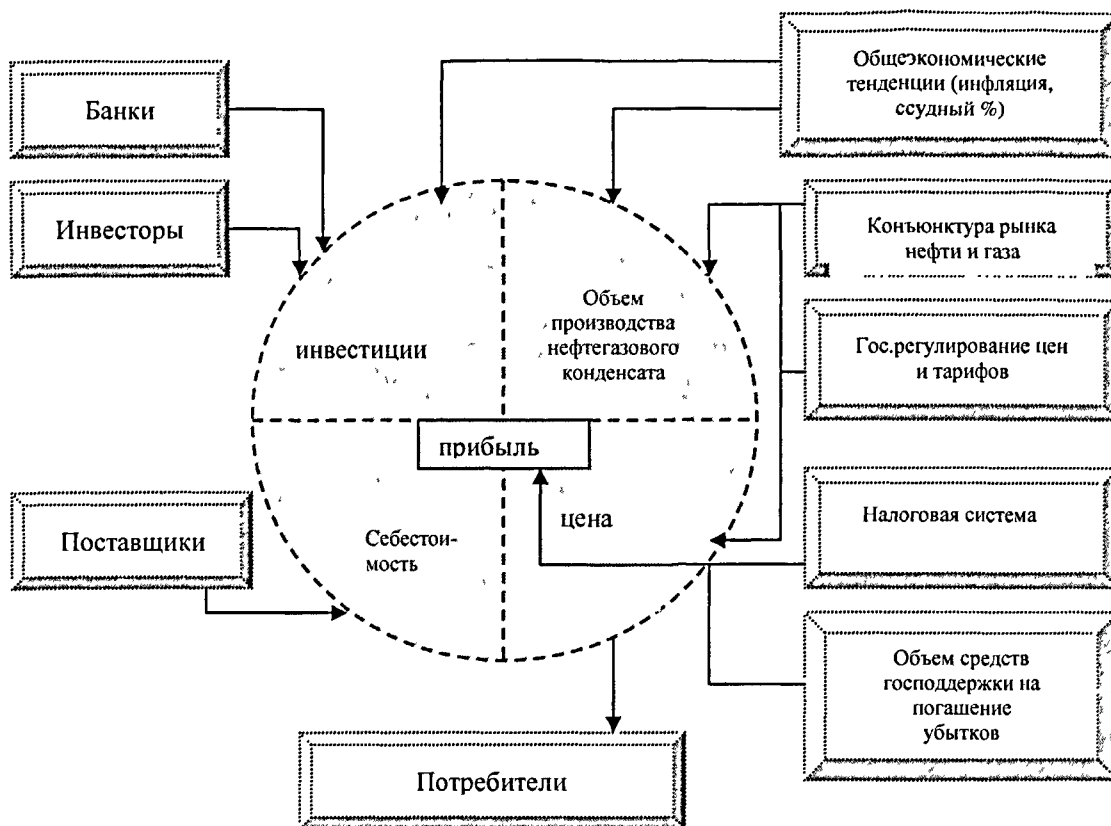 Общеэкономические
тенденции (инфляция,
ссудный %)
Банки
Инвесторы
Конъюнктура рынка
нефти и газа
Объем
производства
нефтегазового
конденсата
инвестиции
Гос.регулирование цен
и тарифов
прибыль
Поставщики
Себестои-
мость
цена
Налоговая система
Объем средств
господдержки на
погашение
убытков
Потребители